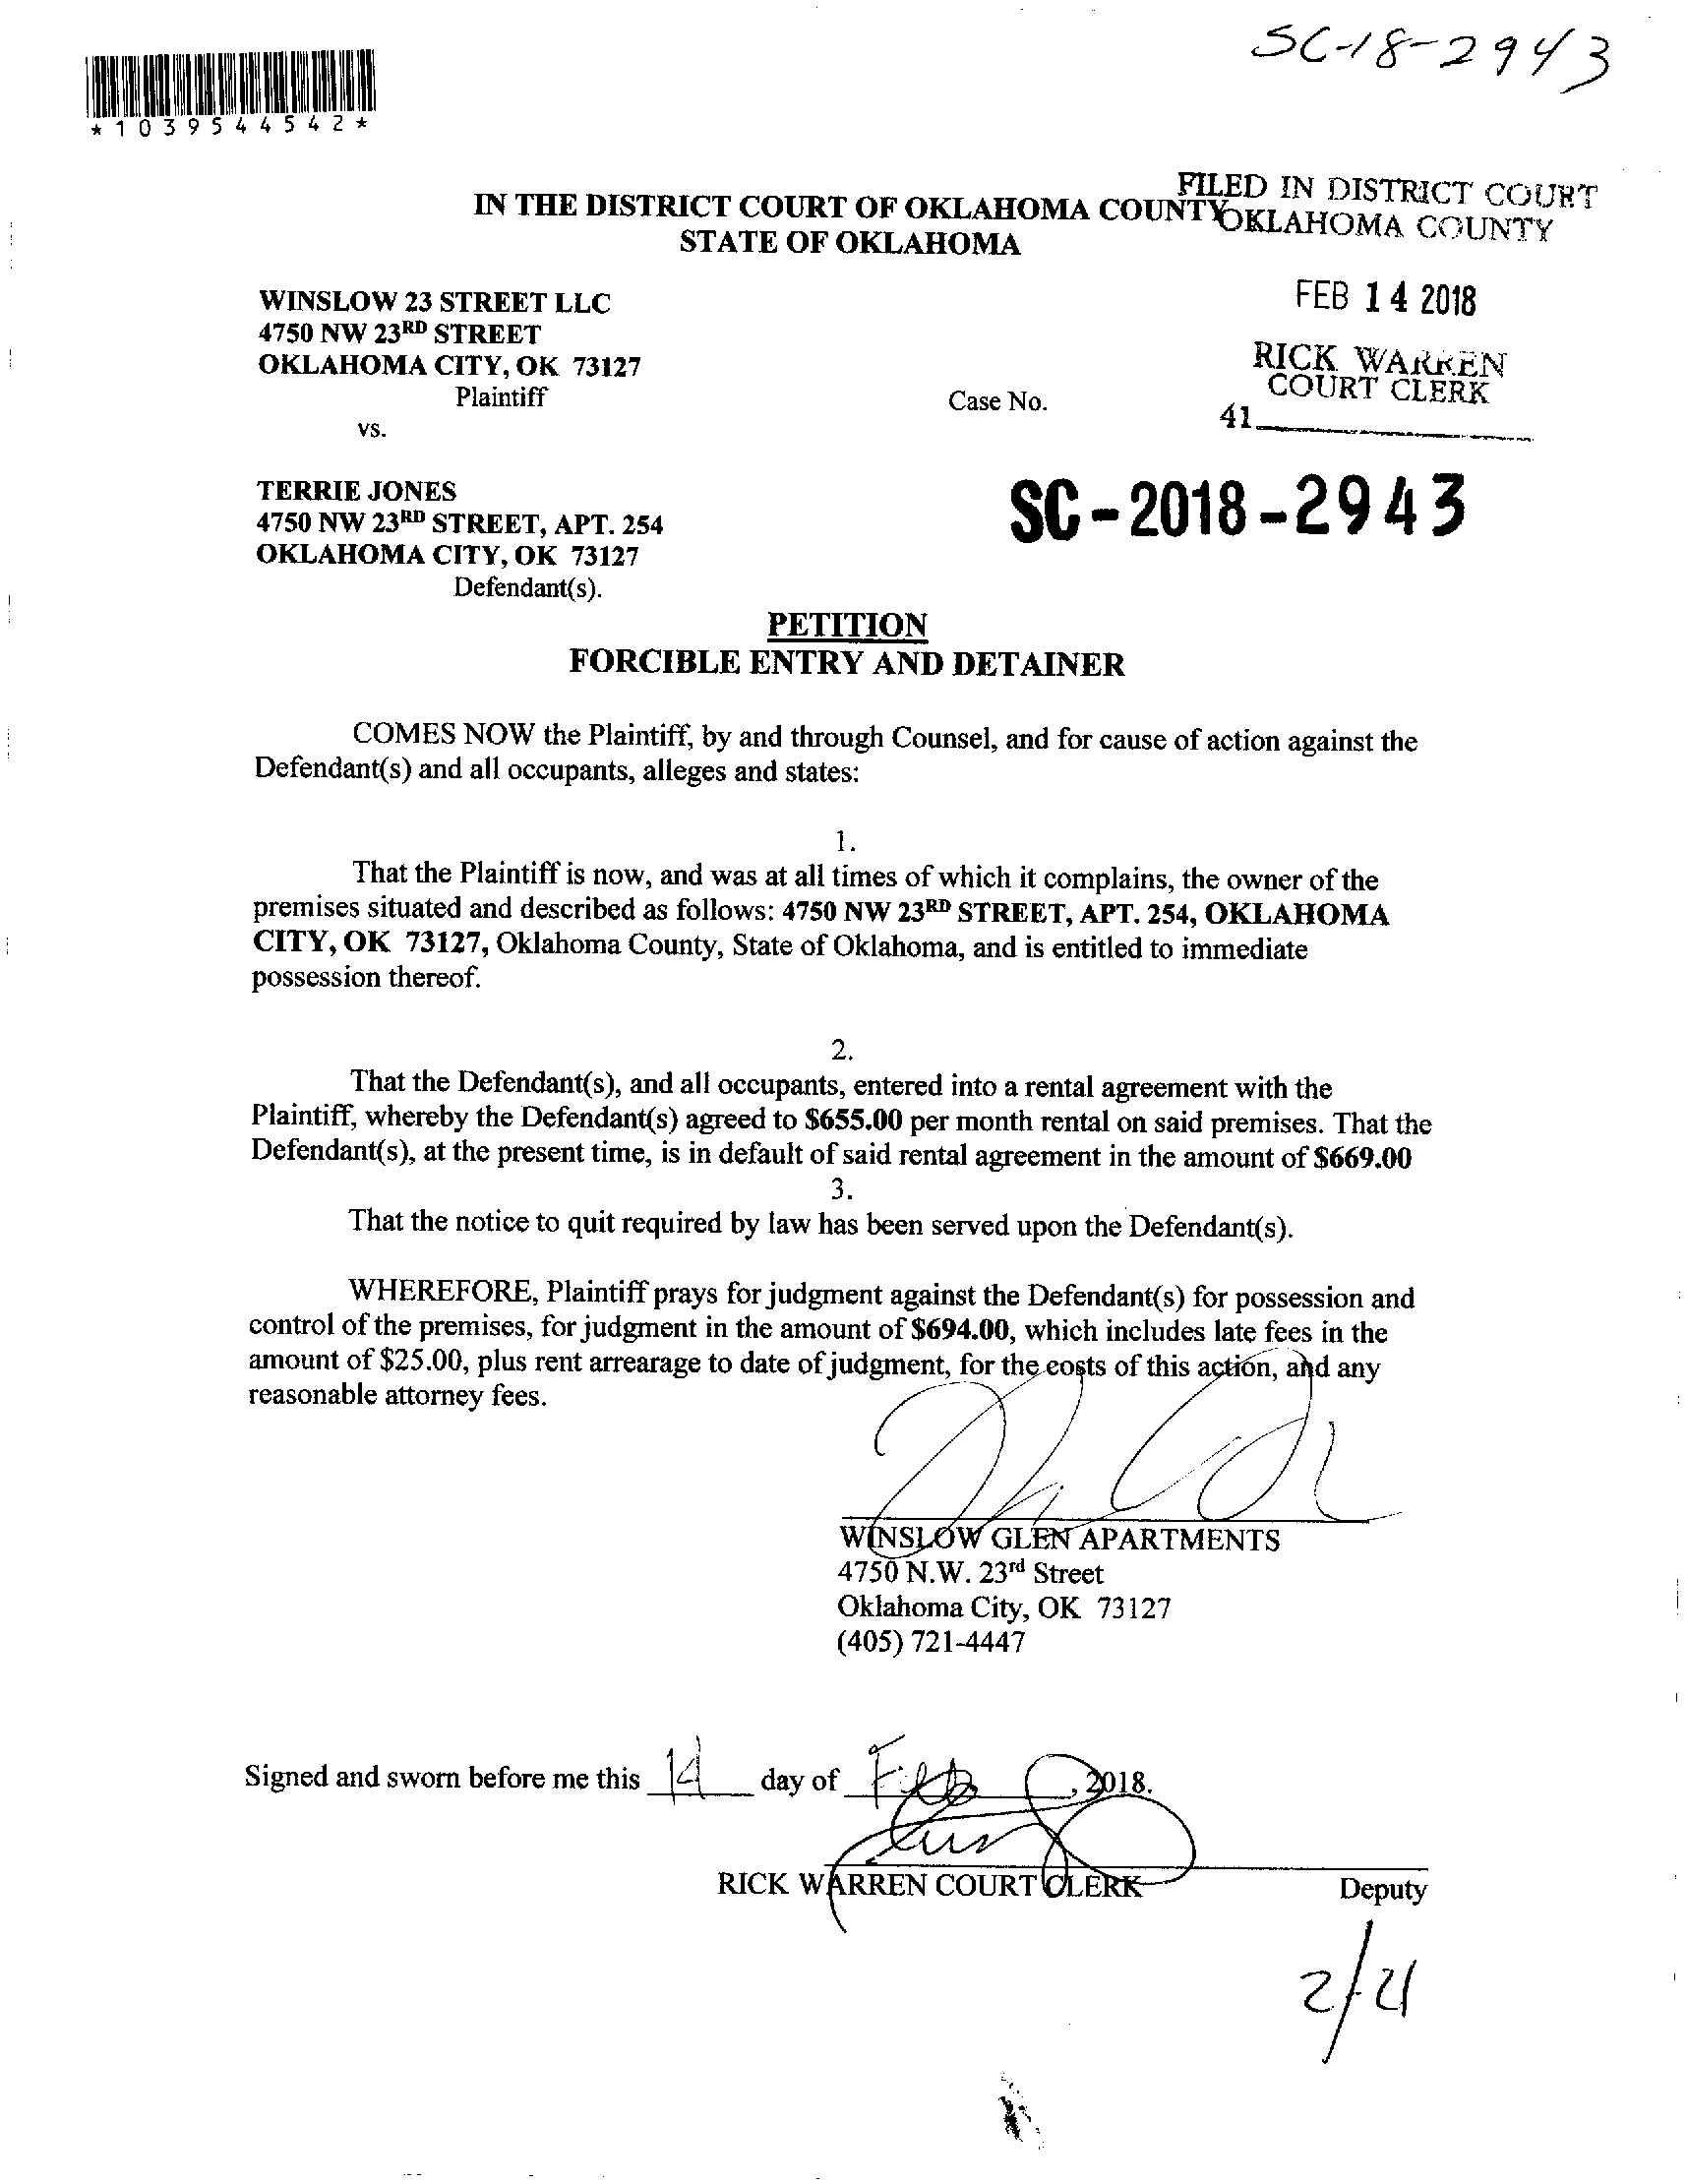 SC-18-2943
*1039544542*
FILED IN DISTRICT COURT
OKLAHOMA COUNTY
IN THE DISTRICT COURT OF OKLAHOMA COUNTY
STATE OF OKLAHOMA
FEB 14 2018
RICK WARREN
COURT CLERK
41
WINSLOW 23 STREET LLC
4750 NW 23RD STREET
OKLAHOMA CITY, OK 73127
Plaintiff
Case No.
vs.
SC-2018-2943
TERRIE JONES
4750 NW 23RD STREET, APT. 254
OKLAHOMA CITY, OK 73127
Defendant(s).
PETITION
FORCIBLE ENTRY AND DETAINER
COMES NOW the Plaintiff, by and through Counsel, and for cause of action against the
Defendant(s) and all occupants, alleges and states:
1.
That the Plaintiff is now, and was at all times of which it complains, the owner of the
premises situated and described as follows: 4750 NW 23RD STREET, APT. 254, OKLAHOMA
CITY, OK 73127, Oklahoma County, State of Oklahoma, and is entitled to immediate
possession thereof.
2.
That the Defendant(s), and all occupants, entered into a rental agreement with the
Plaintiff, whereby the Defendant(s) agreed to $655.00 per month rental on said premises. That the
Defendant(s), at the present time, is in default of said rental agreement in the amount of $669.00
3.
That the notice to quit required by law has been served upon the Defendant(s).
WHEREFORE, Plaintiff prays for judgment against the Defendant(s) for possession and
control of the premises, for judgment in the amount of $694.00, which includes late fees in the
amount of $25.00, plus rent arrearage to date of judgment, for the costs of this action, and any
reasonable attorney fees.
WINSLOW GLEN APARTMENTS
4750 N.W. 23rd Street
Oklahoma City, OK 73127
(405) 721-4447
Signed and sworn before me this 14 day of Feb, 2018.
RICK WARREN COURT CLERK Deputy
2/21